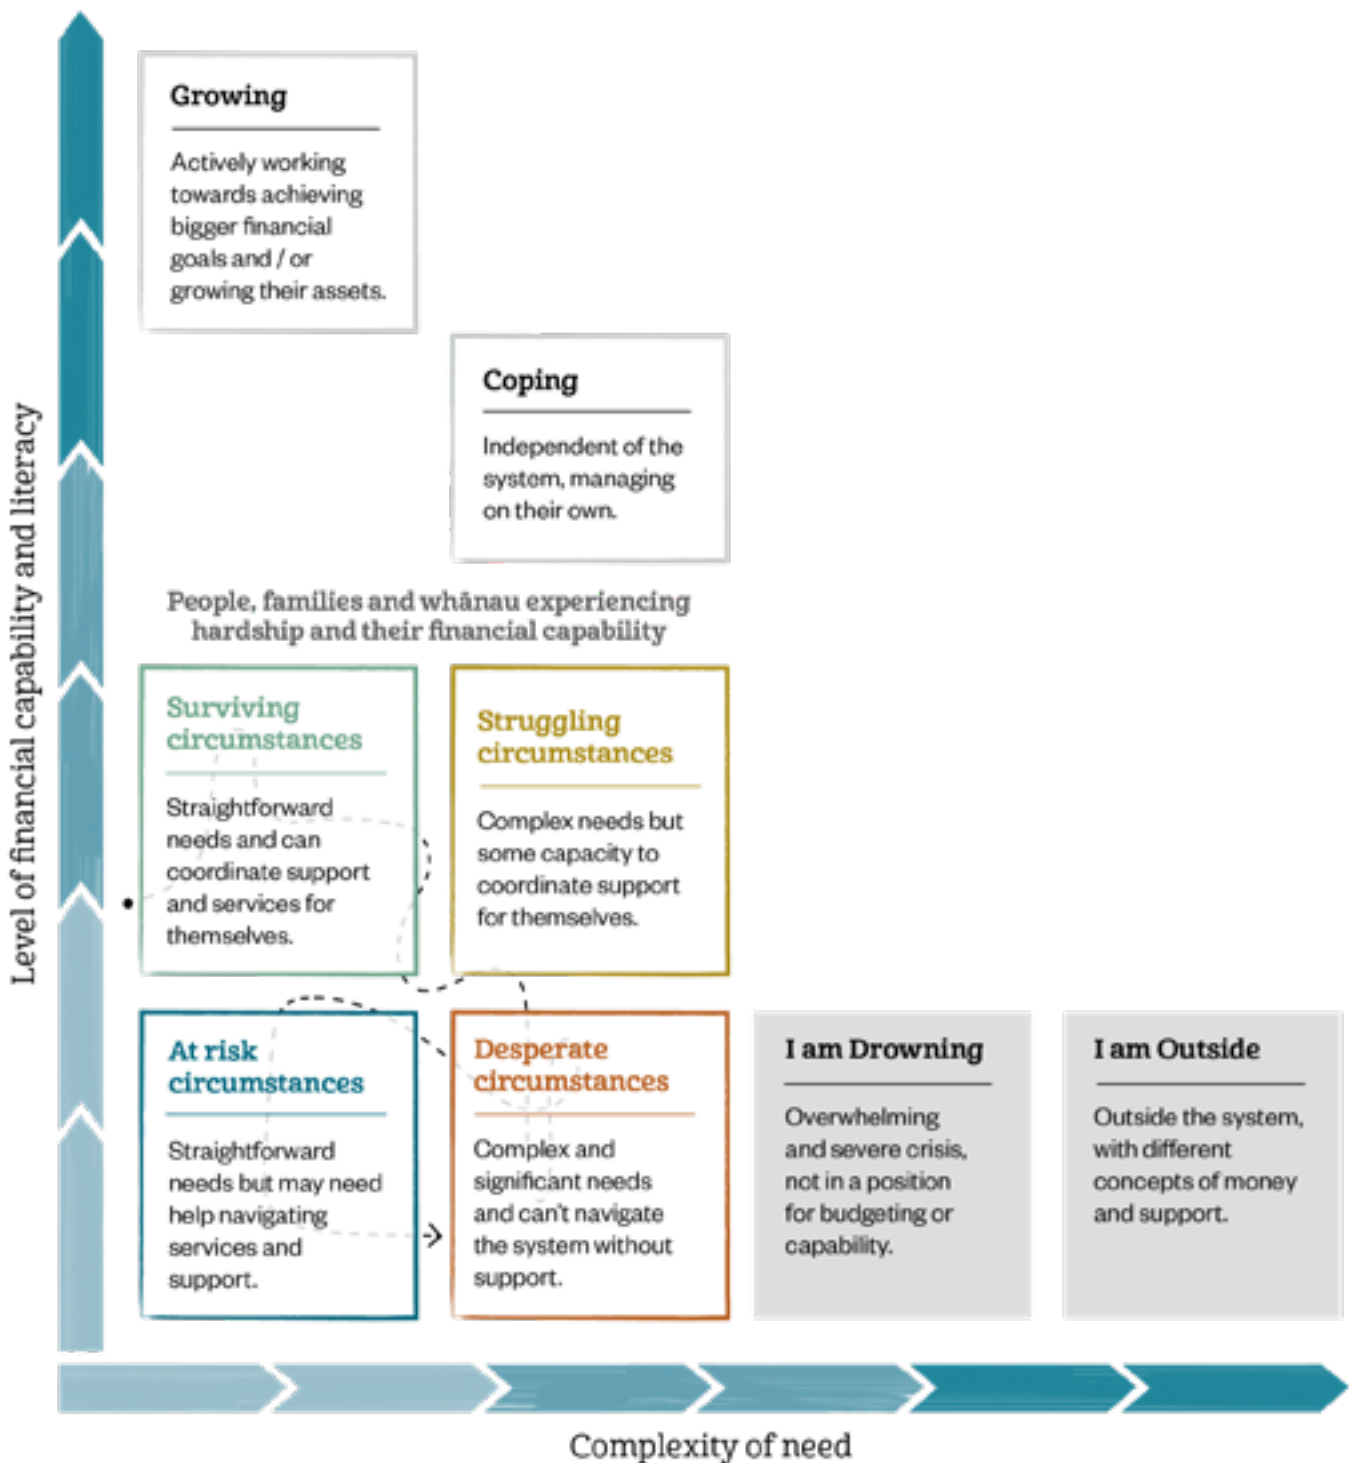 Growing
Actively working
towards achieving
bigger financial
goals and / or
growing their assets.
Coping
Independent of the
system, managing
on their own.
Level of financial capability and literacy
People, families and whānau experiencing
hardship and their financial capability
Surviving
circumstances
Straightforward
needs and can
coordinate support
and services for
themselves.
Struggling
circumstances
Complex needs but
some capacity to
coordinate support
for themselves.
At risk
circumstances
Straightforward
needs but may need
help navigating
services and
support.
Desperate
circumstances
Complex and
significant needs
and can't navigate
the system without
support.
I am Drowning
Overwhelming
and severe crisis,
not in a position
for budgeting or
capability.
I am Outside
Outside the system,
with different
concepts of money
and support.
Complexity of need